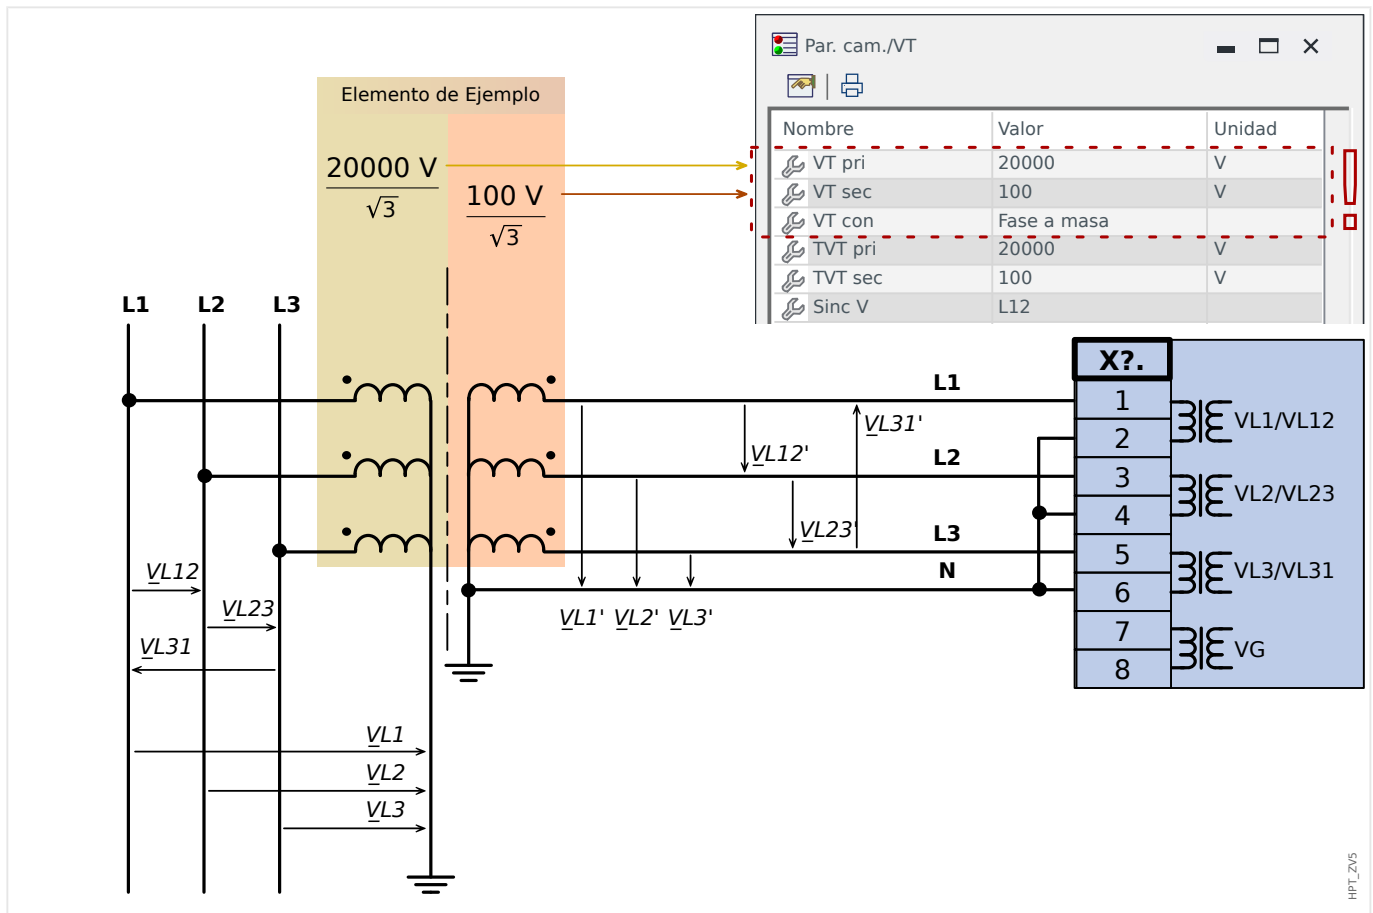 Par. cam./VT
Nombre Valor Unidad
VT pri 20000 V
VT sec 100 V
VT con Fase a masa
TVT pri 20000 V
TVT sec 100 V
Sinc V L12
Elemento de Ejemplo
20000 V
√3
100 V
√3
L1 L2 L3
X?.
1
2
3
4
5
6
7
8
VL1/VL12
VL2/VL23
VL3/VL31
VG
L1
L2
L3
N
VL31'
VL12'
VL23'
VL1' VL2' VL3'
VL12
VL23
VL31
VL1
VL2
VL3
HPT_ZV5